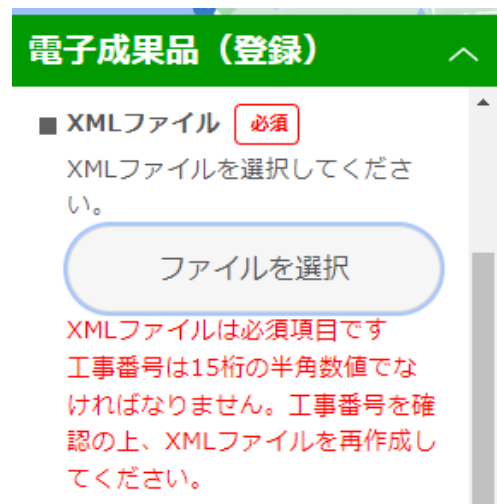 電子成果品（登録）
■ XMLファイル 必須
XMLファイルを選択してくださ
い。
ファイルを選択
XMLファイルは必須項目です
工事番号は15桁の半角数値でな
ければなりません。工事番号を確
認の上、XMLファイルを再作成し
てください。